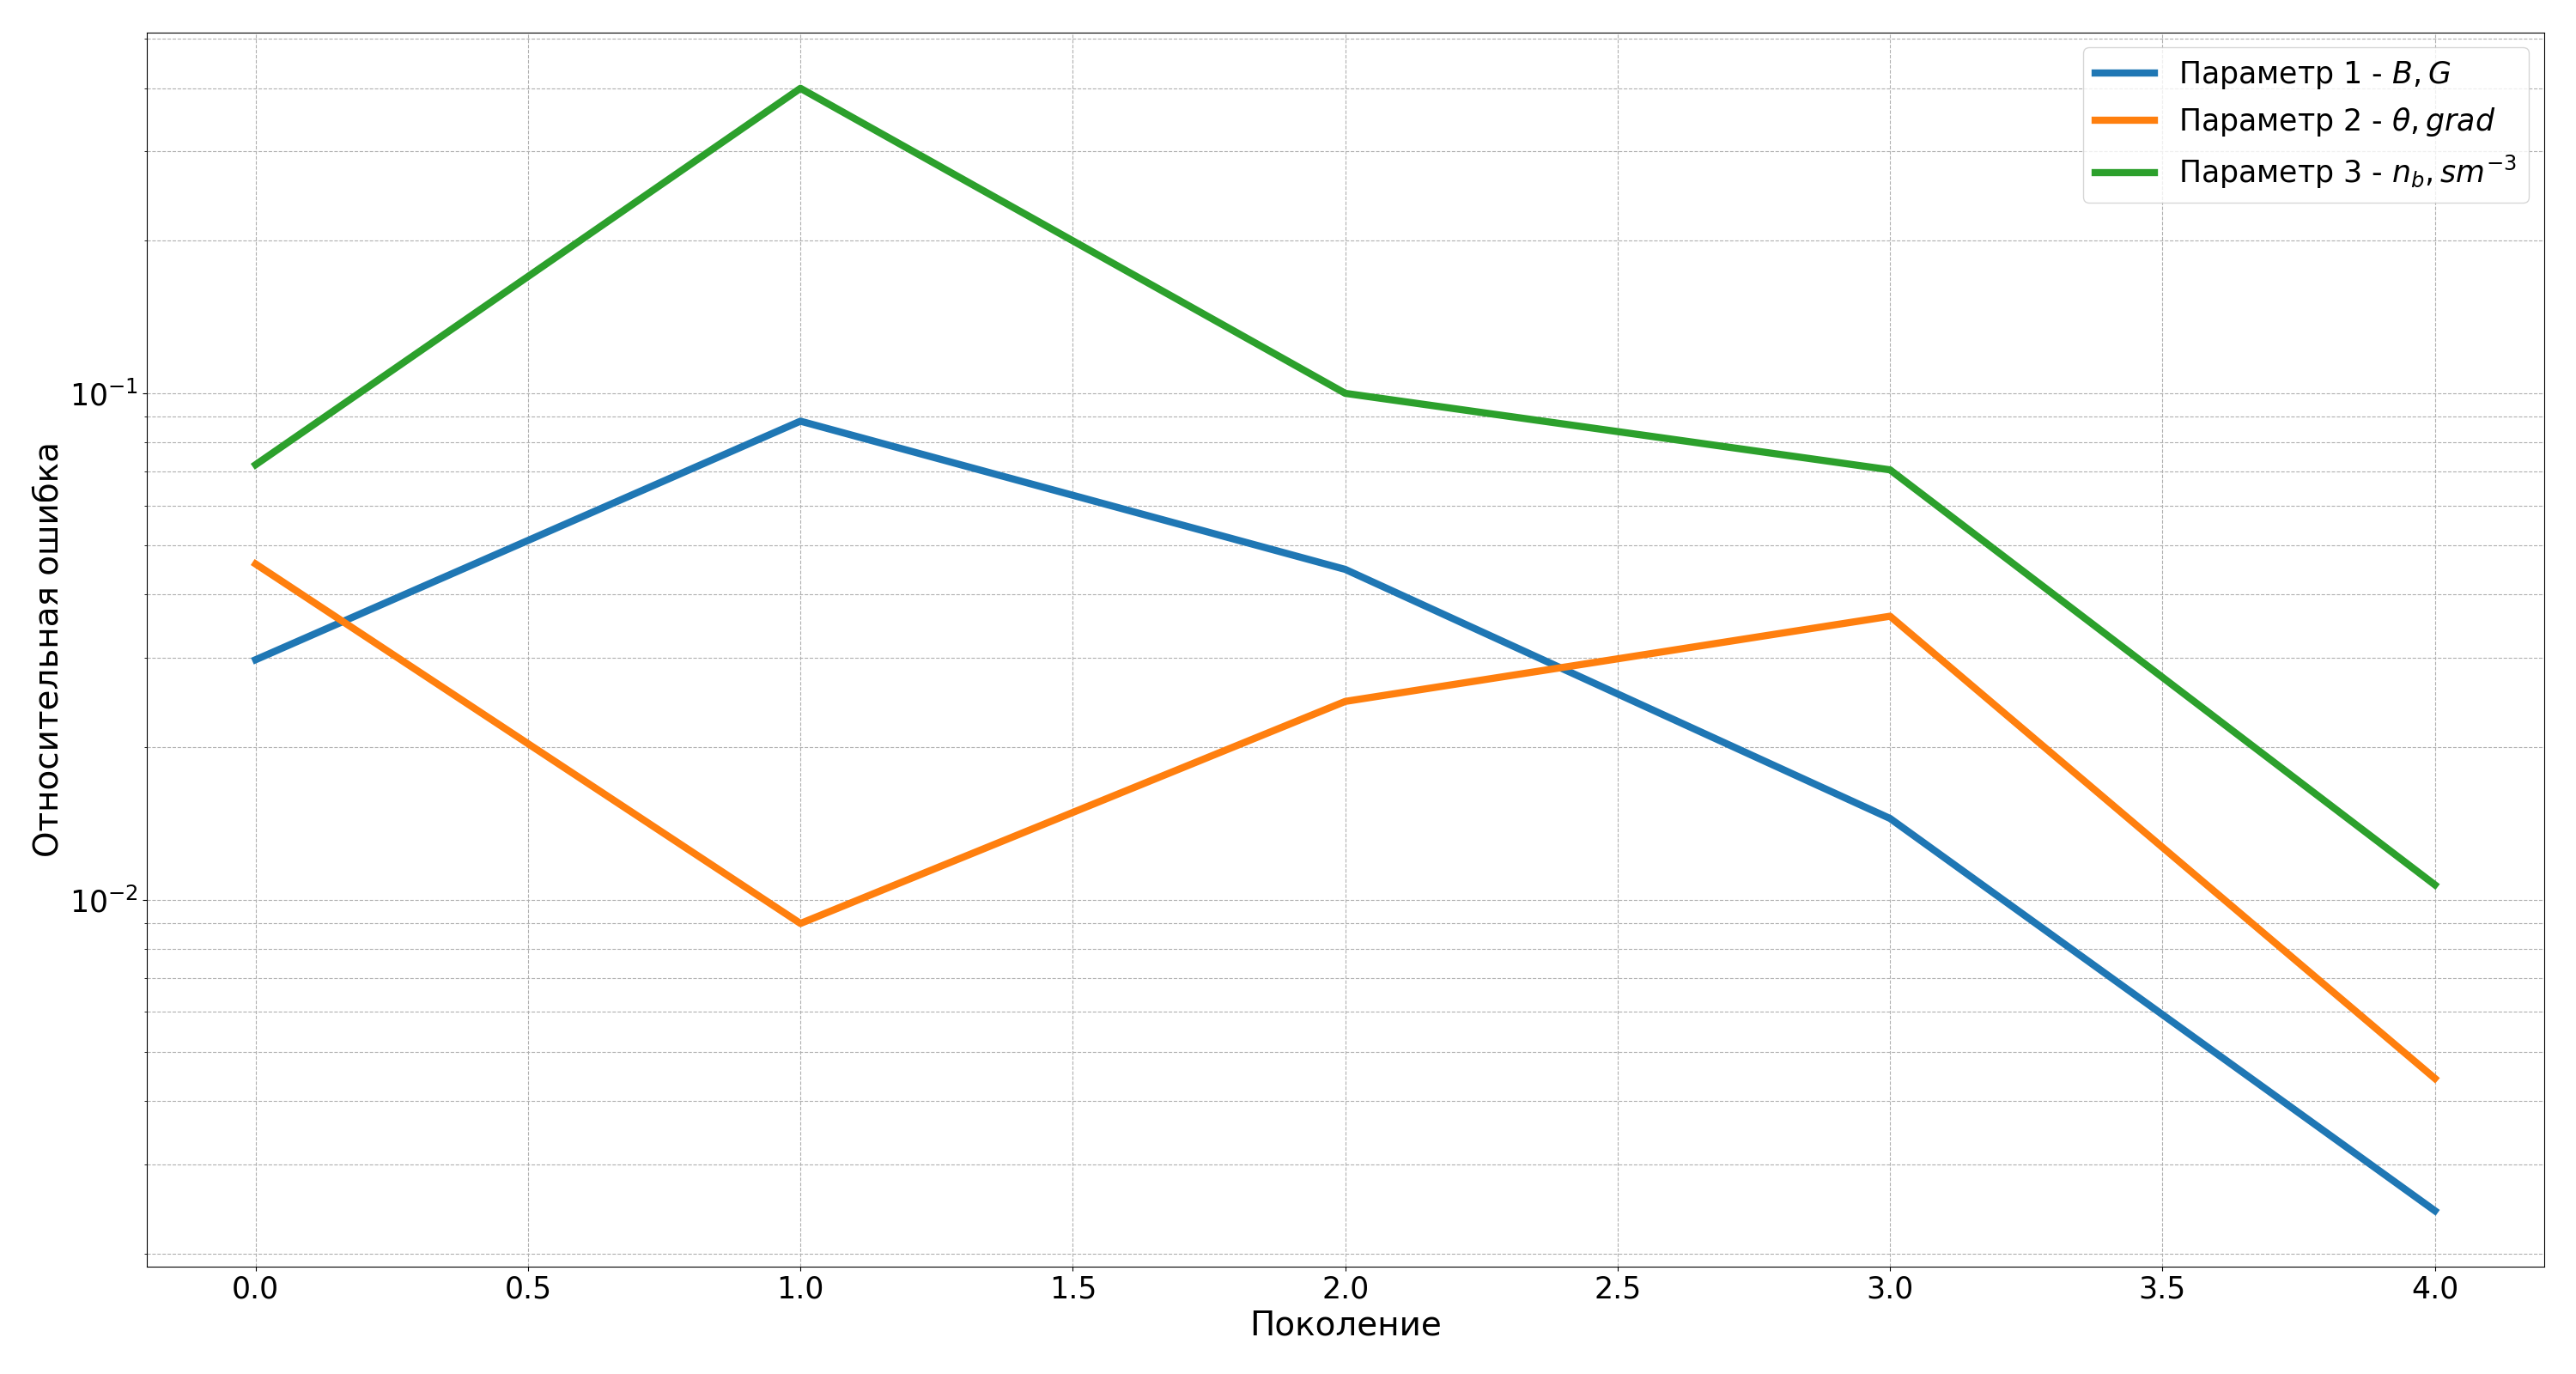 Параметр 1 - B, G
Параметр 2 - θ, grad
Параметр 3 - n_b, sm⁻³
Относительная ошибка
10⁻¹
10⁻²
0.0 0.5 1.0 1.5 2.0 2.5 3.0 3.5 4.0
Поколение